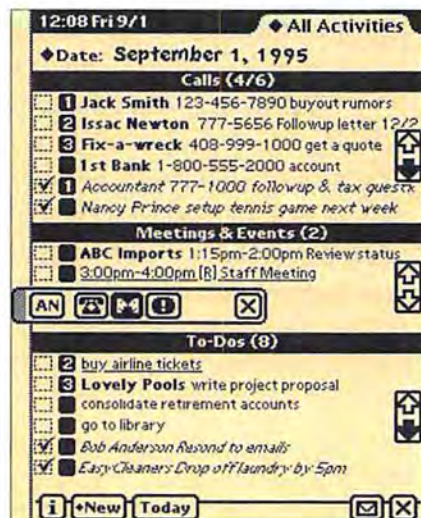 12:08 Fri 9/1 ◆ All Activities
◆Date: September 1, 1995
Calls (4/6)
1 Jack Smith 123-456-7890 buyout rumors
2 Issac Newton 777-5656 Followup letter 12/2
3 Fix-a-wreck 408-999-1000 get a quote
1st Bank 1-800-555-2000 account
1 Accountant 777-1000 followup & tax questk
Nancy Prince setup tennis game next week
Meetings & Events (2)
ABC Imports 1:15pm-2:00pm Review status
3:00pm-4:00pm [R] Staff Meeting
AN
To-Dos (8)
2 buy airline tickets
3 Lovely Pools write project proposal
consolidate retirement accounts
go to library
Bob Anderson Resond to emails
Easy Cleaners Drop off laundry by 5pm
i ◆New Today